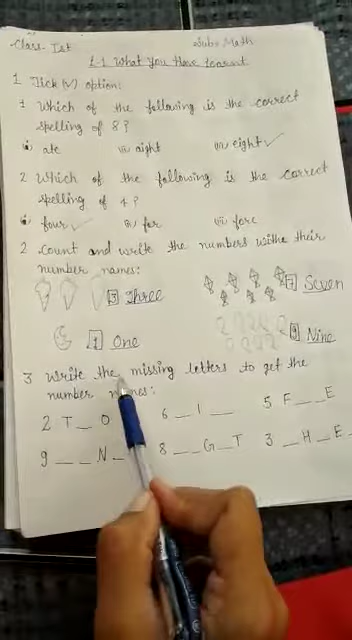 Class- Ist Sub:- Math
L-1 What You Have Learnt
1 Tick (✓) option:
1 Which of the following is the correct
spelling of 8?
(i) ate (ii) aight (iii) eight ✓
2 Which of the following is the correct
spelling of 4?
(i) four ✓ (ii) for (iii) fore
2 Count and write the numbers withe their
number names:
3 Three 7 Seven
1 One 9 Nine
3 Write the missing letters to get the
number names:
2 T _ O 6 _ I _ 5 F _ _ E
9 _ _ N _ 8 _ _ G _ T 3 _ H _ E _